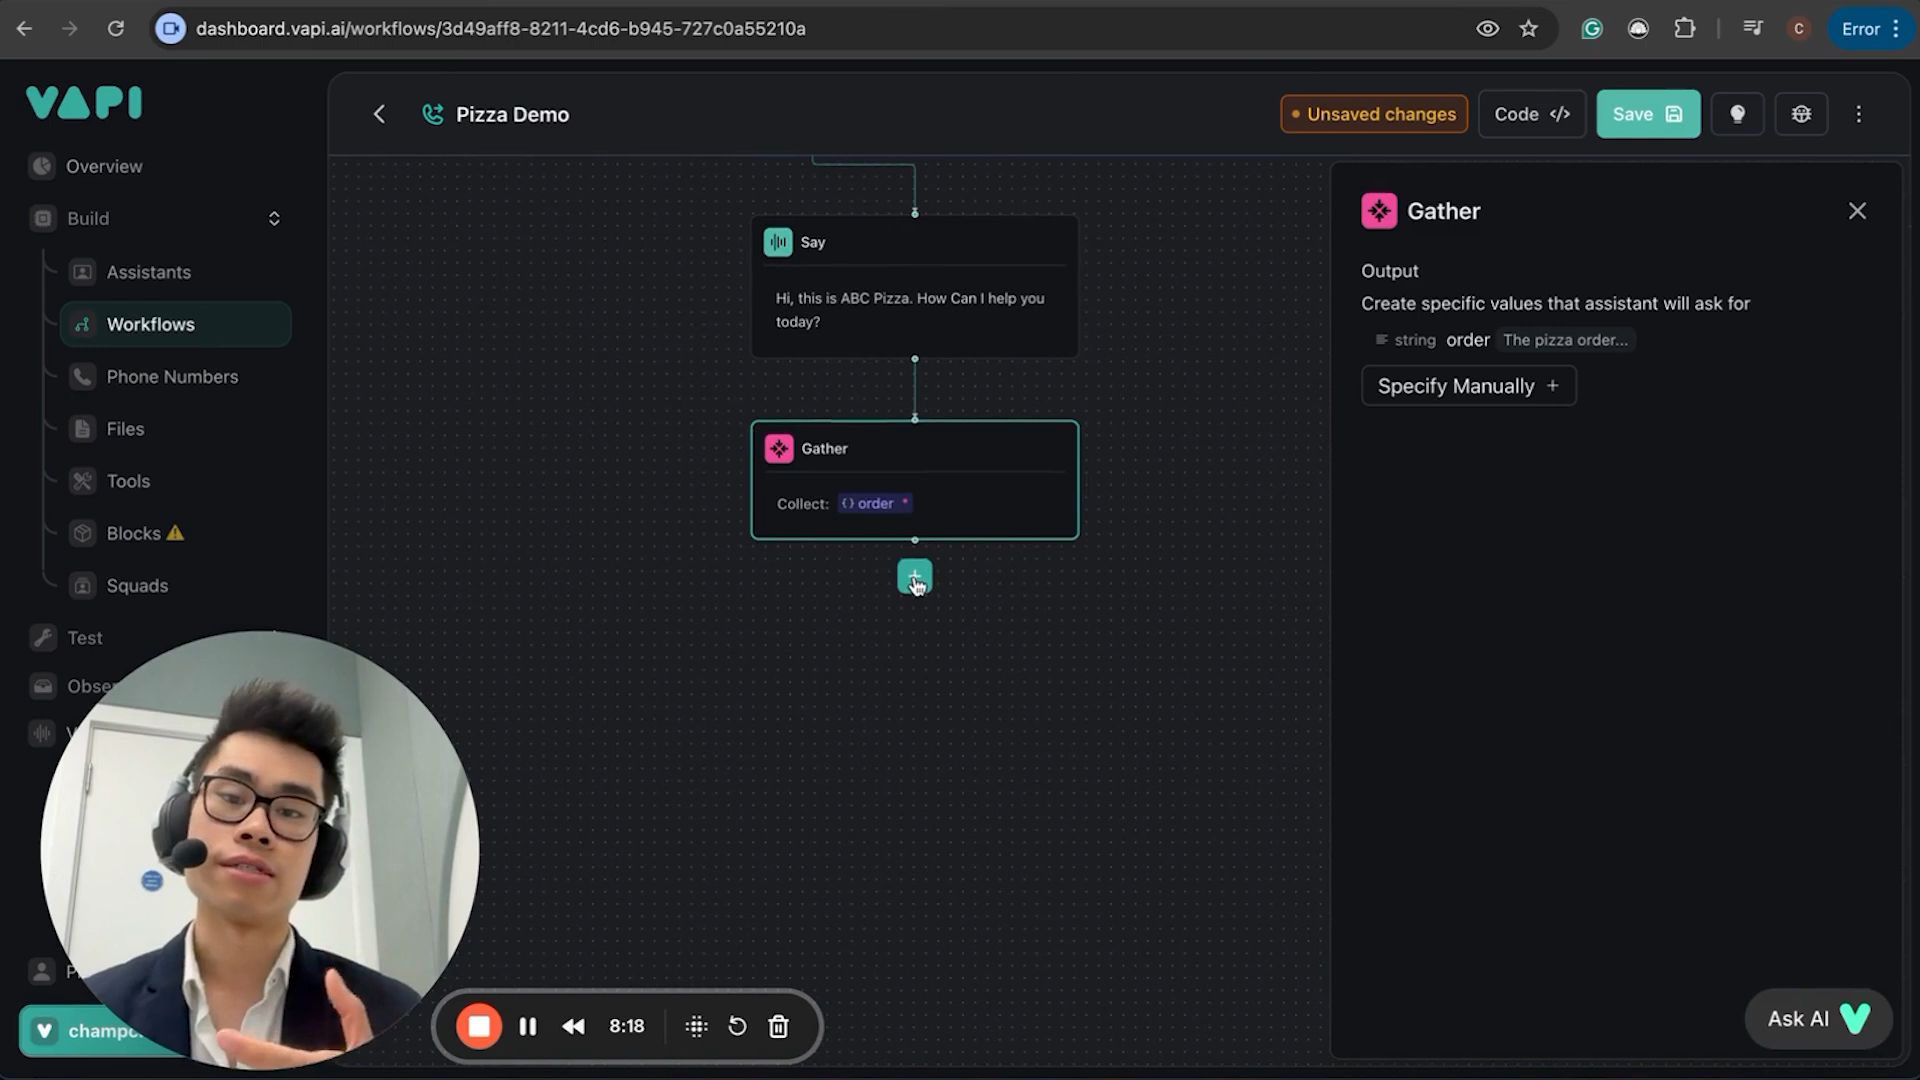 dashboard.vapi.ai/workflows/3d49aff8-8211-4cd6-b945-727c0a55210a
C
Error
VAPI
Pizza Demo
Unsaved changes
Code </>
Save
Overview
Build
Assistants
Workflows
Phone Numbers
Files
Tools
Blocks
Squads
Test
Say
Hi, this is ABC Pizza. How Can I help you
today?
Gather
Collect: {} order *
Gather
Output
Create specific values that assistant will ask for
string order The pizza order...
Specify Manually +
8:18
Ask AI